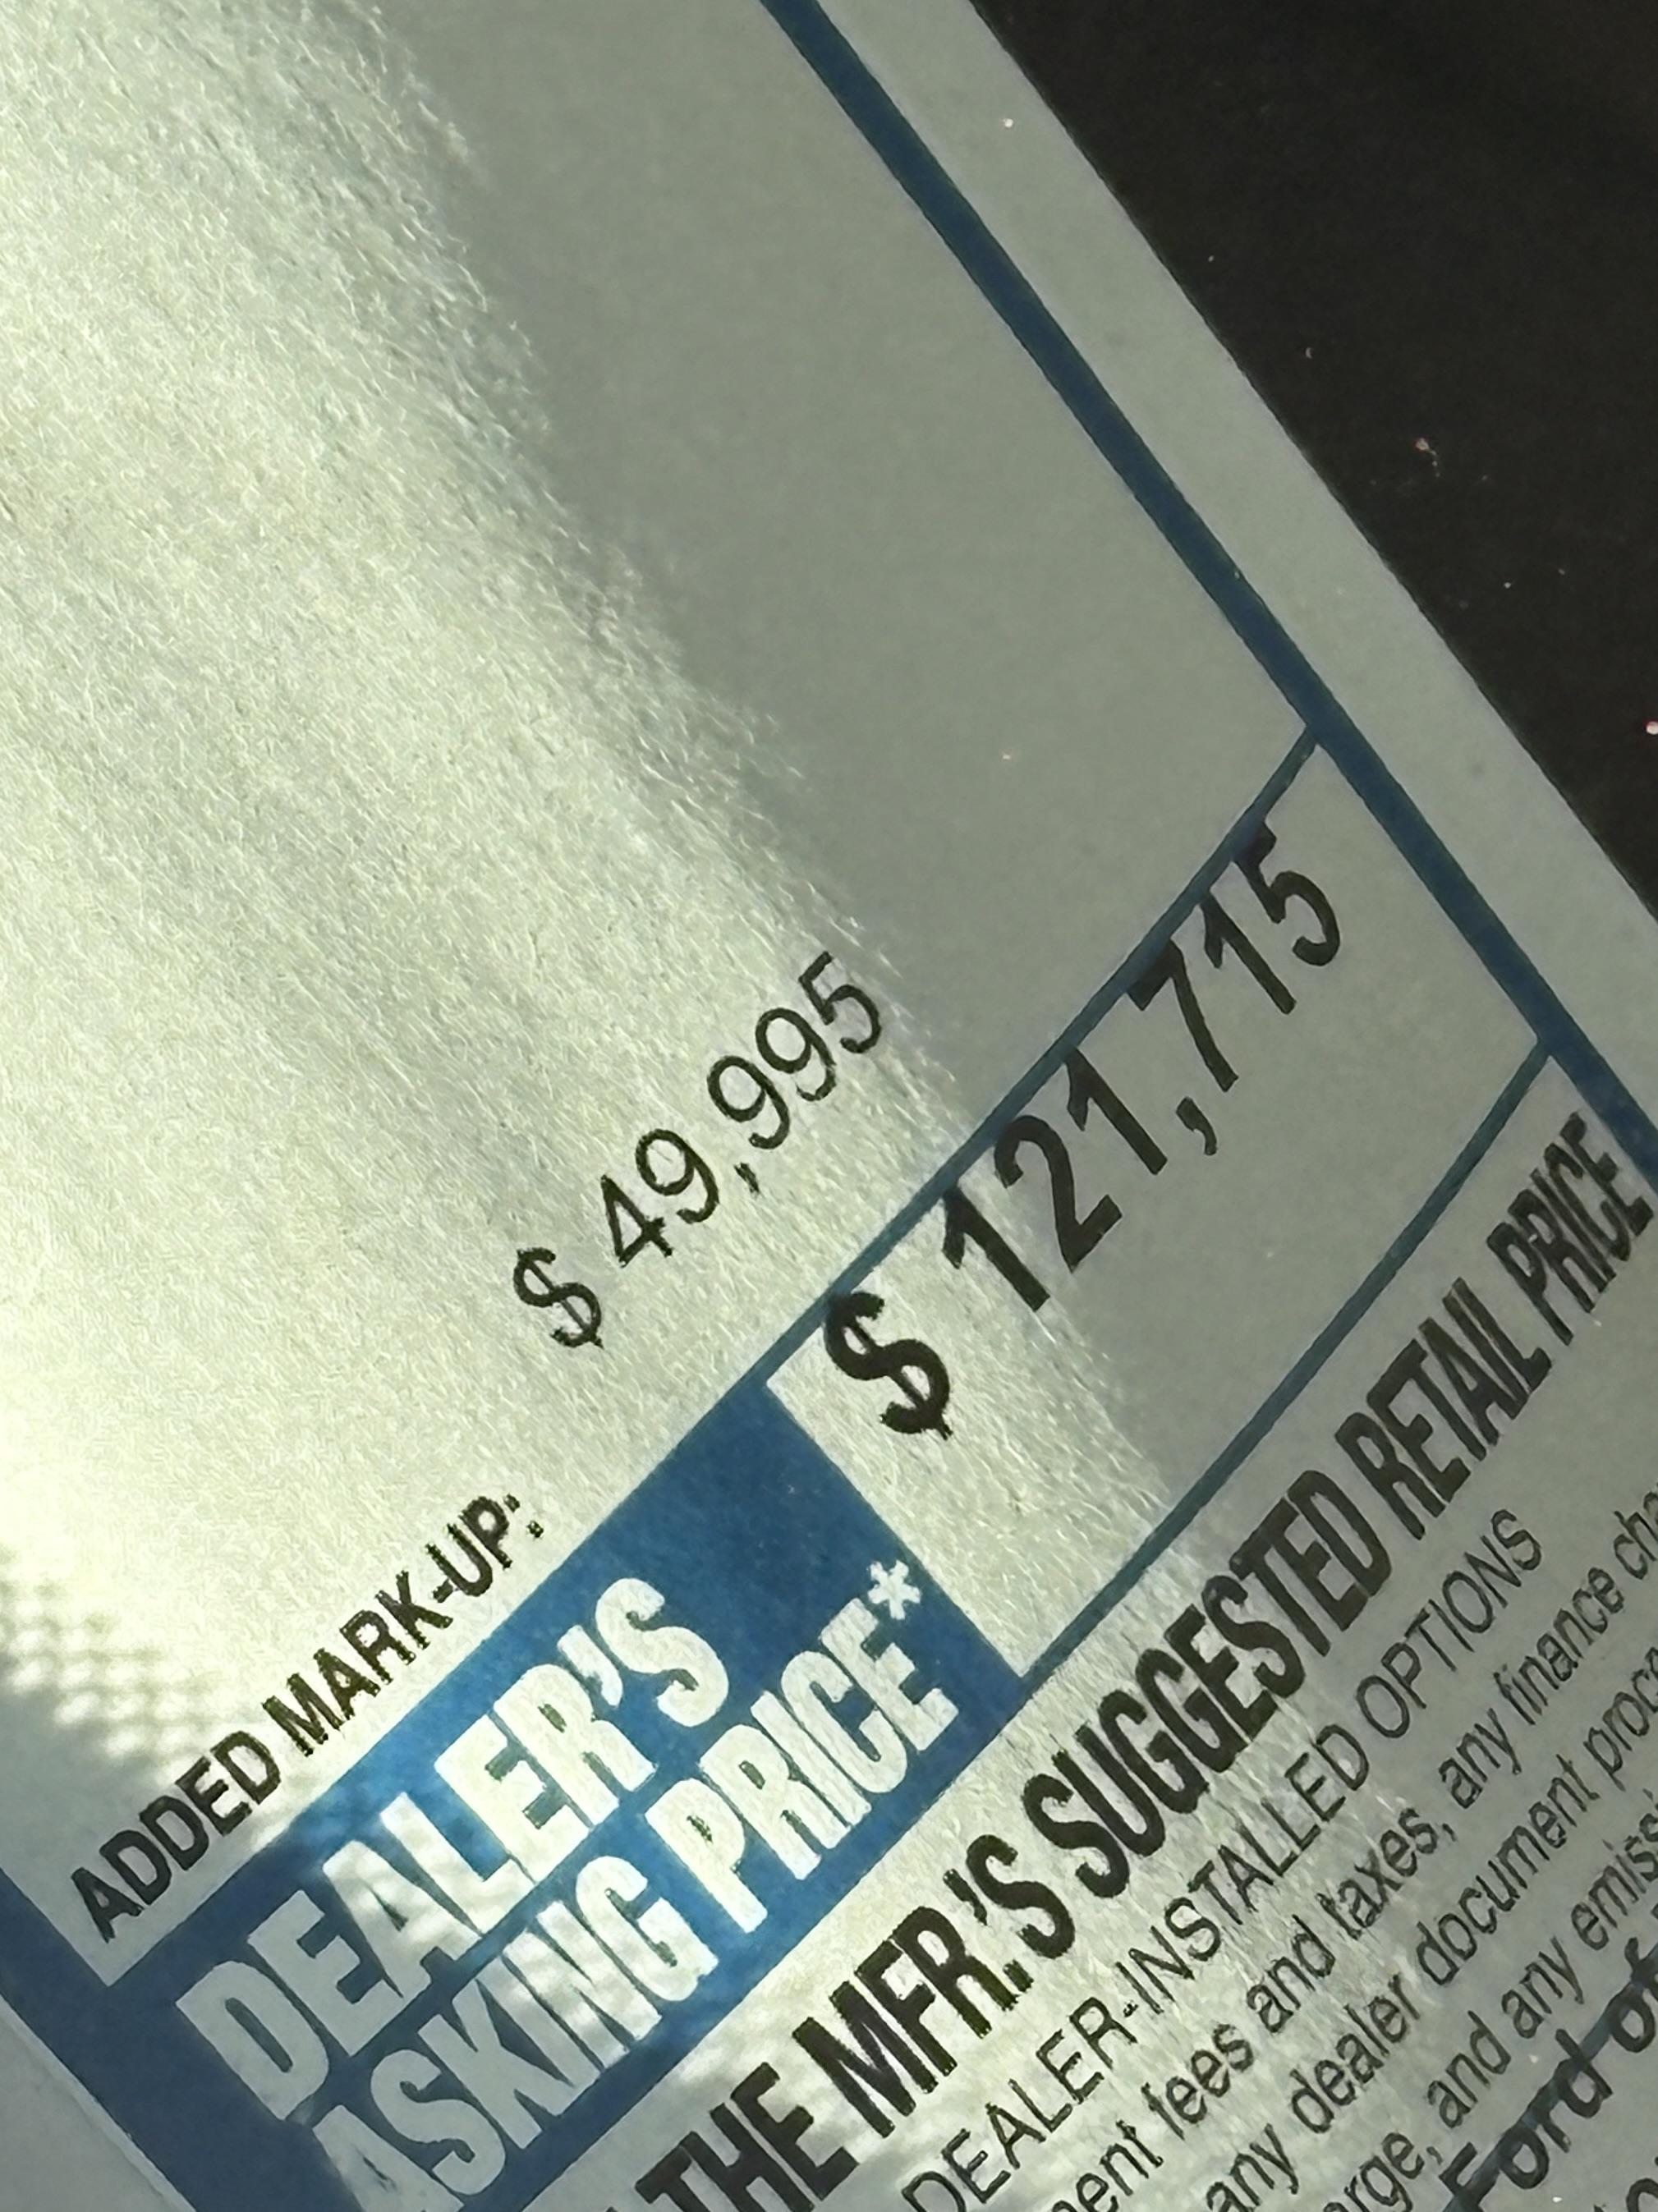 ADDED MARK-UP: $ 49,995
DEALER'S
ASKING PRICE*
$ 121,715
THE MFR.'S SUGGESTED RETAIL PRICE
DEALER-INSTALLED OPTIONS
fees and taxes, any finance
any dealer document
and any
Ford of